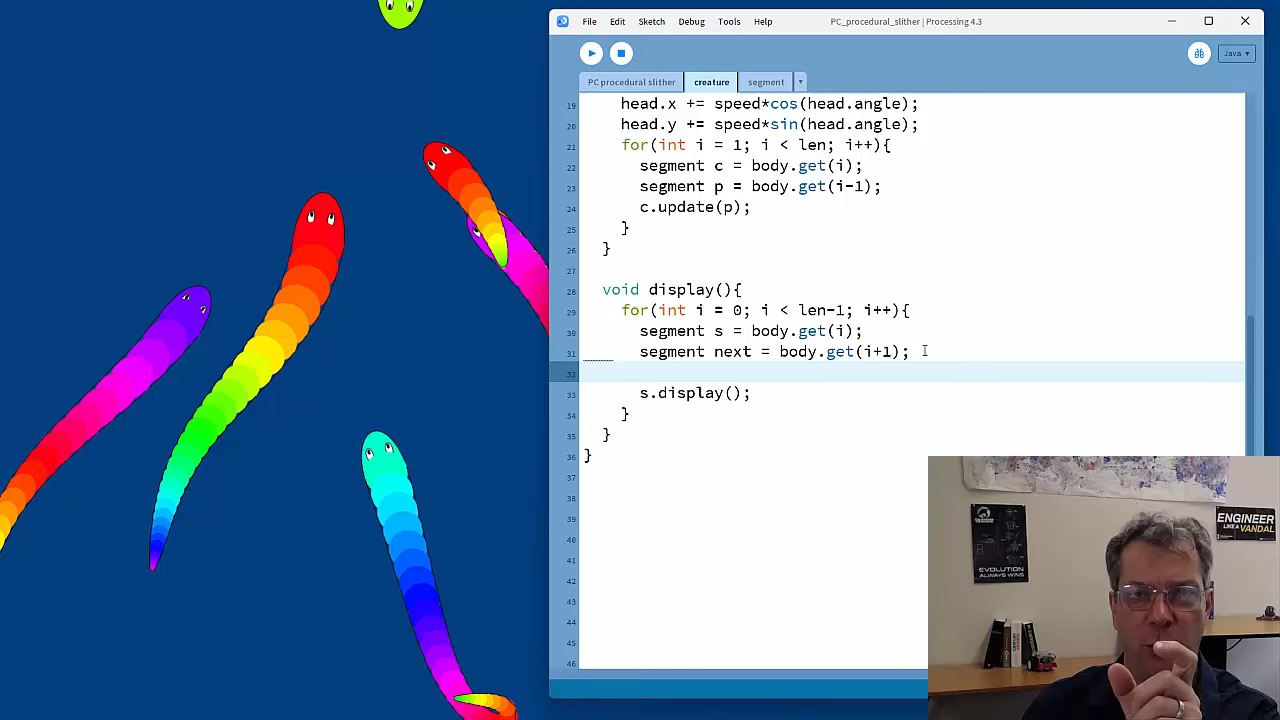 File Edit Sketch Debug Tools Help PC_procedural_slither | Processing 4.3
Java
PC procedural slither creature segment
19 head.x += speed*cos(head.angle);
20 head.y += speed*sin(head.angle);
21 for(int i = 1; i < len; i++){
22 segment c = body.get(i);
23 segment p = body.get(i-1);
24 c.update(p);
25 }
26 }
27
28 void display(){
29 for(int i = 0; i < len-1; i++){
30 segment s = body.get(i);
31 segment next = body.get(i+1);
32
33 s.display();
34 }
35 }
36 }
37
38
39
40
41
42
43
44
45
46
EVOLUTION
ALWAYS WINS
ENGINEER
LIKE A VANDAL